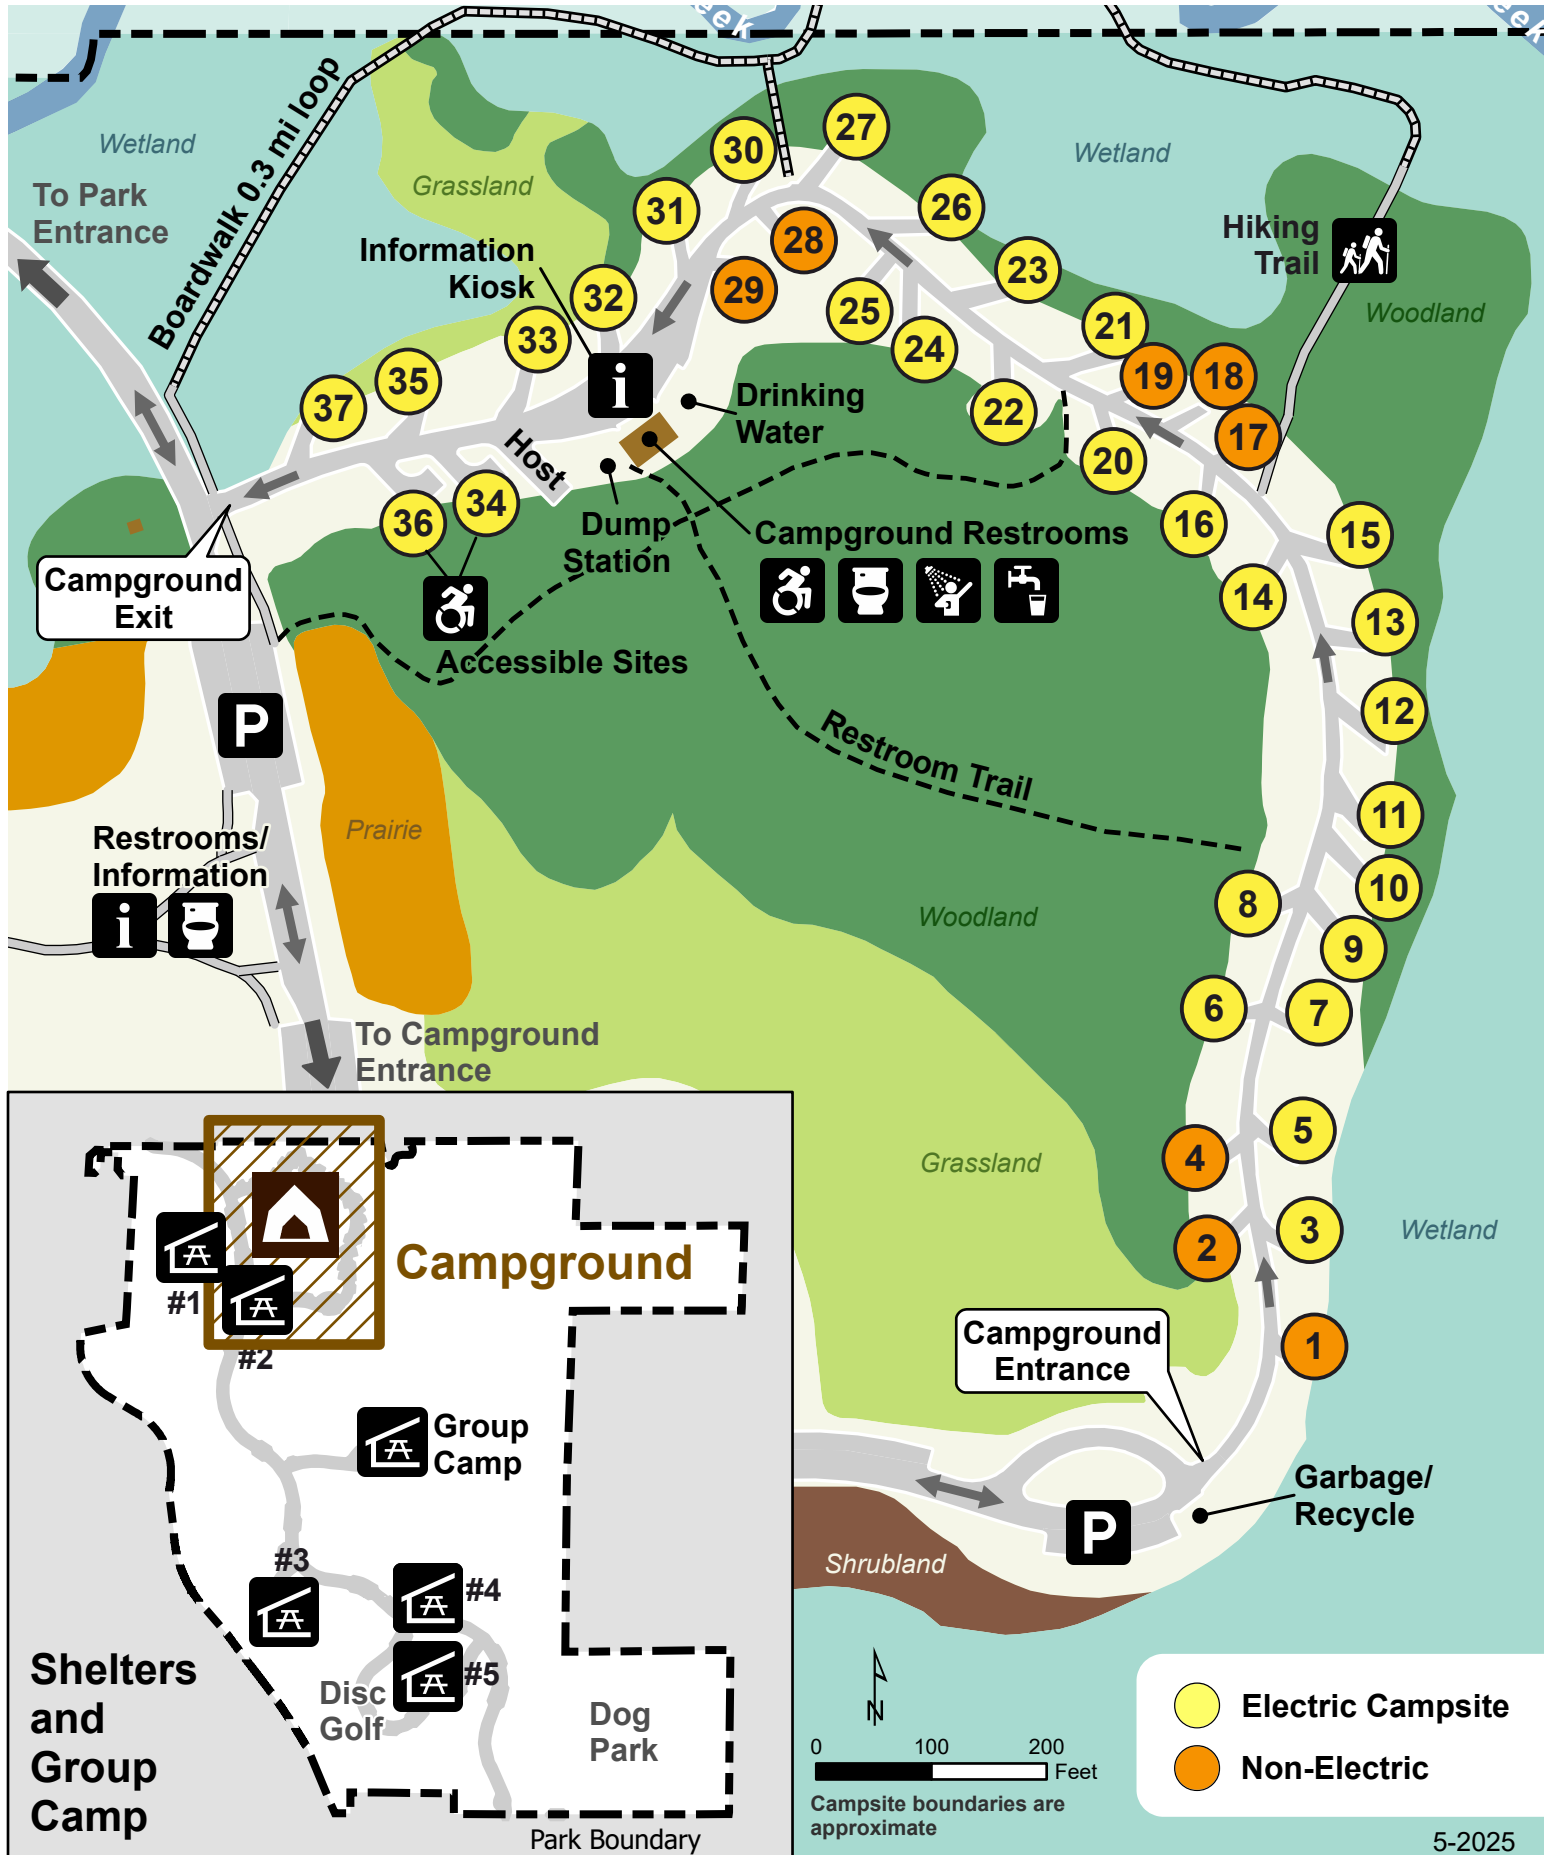 eek
eek
Wetland
To Park
Entrance
Boardwalk 0.3 mi loop
Grassland
Wetland
Information
Kiosk
Hiking
Trail
Woodland
30
27
31
26
28
23
29
32
25
21
33
24
19
18
35
22
17
37
Drinking
Water
20
Host
34
36
16
15
Dump
Station
Campground Restrooms
Campground
Exit
14
13
Accessible Sites
12
P
Restroom Trail
11
Prairie
Restrooms/
Information
i
i
10
8
9
Woodland
6
7
To Campground
Entrance
5
4
Grassland
3
2
Wetland
Campground
Entrance
1
Garbage/
Recycle
P
Shrubland
Campground
#1
#2
Group
Camp
#3
#4
#5
Disc
Golf
Dog
Park
Shelters
and
Group
Camp
Park Boundary
N
0 100 200
Feet
Campsite boundaries are
approximate
Electric Campsite
Non-Electric
5-2025